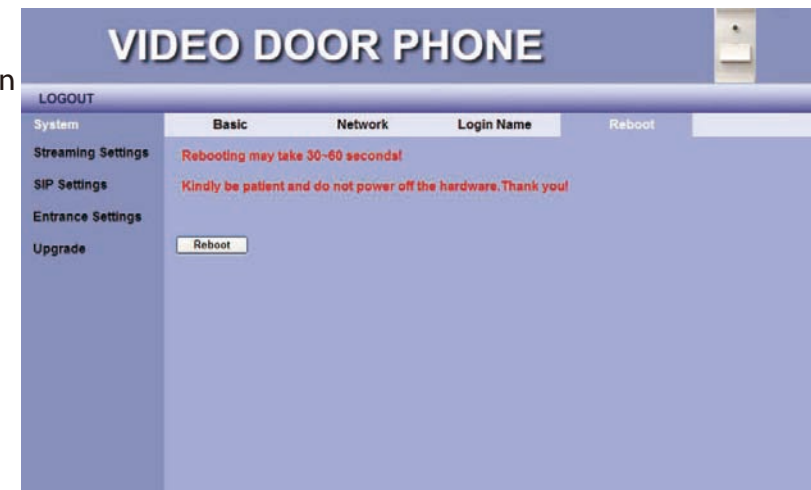 VIDEO DOOR PHONE
n
LOGOUT
System
Basic
Network
Login Name
Reboot
Streaming Settings
Rebooting may take 30~60 seconds!
SIP Settings
Kindly be patient and do not power off the hardware.Thank you!
Entrance Settings
Upgrade
Reboot